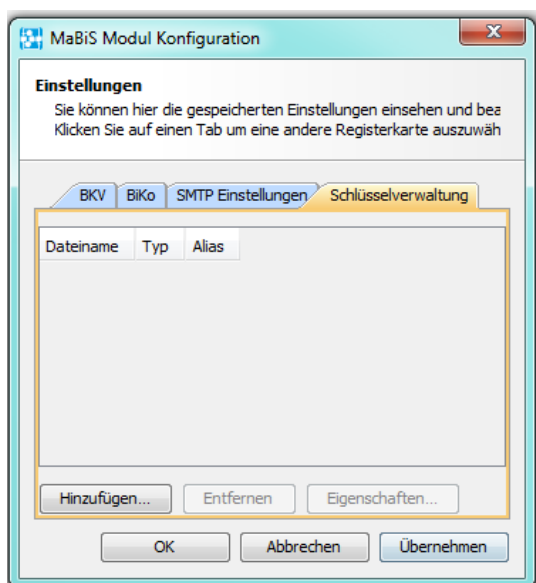 MaBiS Modul Konfiguration
Einstellungen
Sie können hier die gespeicherten Einstellungen einsehen und bea
Klicken Sie auf einen Tab um eine andere Registerkarte auszuwäh
BKV BiKo SMTP Einstellungen Schlüsselverwaltung
Dateiname Typ Alias
Hinzufügen... Entfernen Eigenschaften...
OK Abbrechen Übernehmen